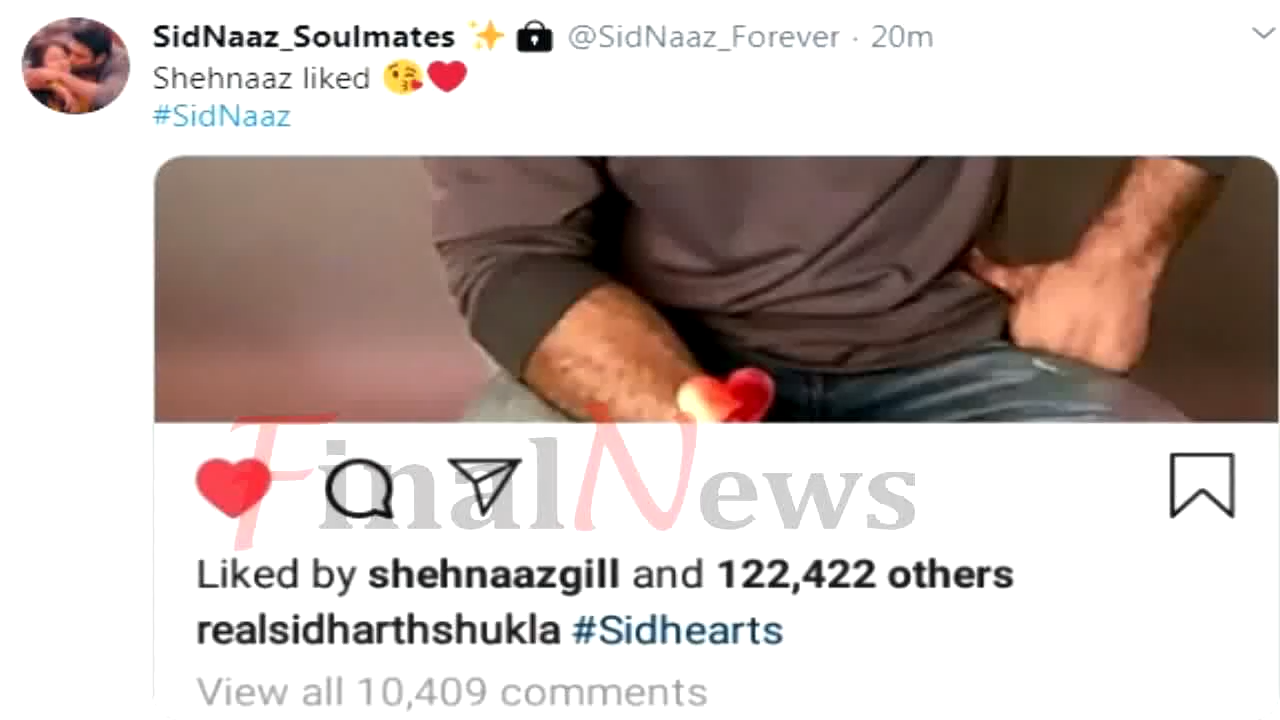 SidNaaz_Soulmates ✨ @SidNaaz_Forever · 20m
Shehnaaz liked 😘❤️
#SidNaaz
FinalNews
Liked by shehnaazgill and 122,422 others
realsidharthshukla #Sidhearts
View all 10,409 comments